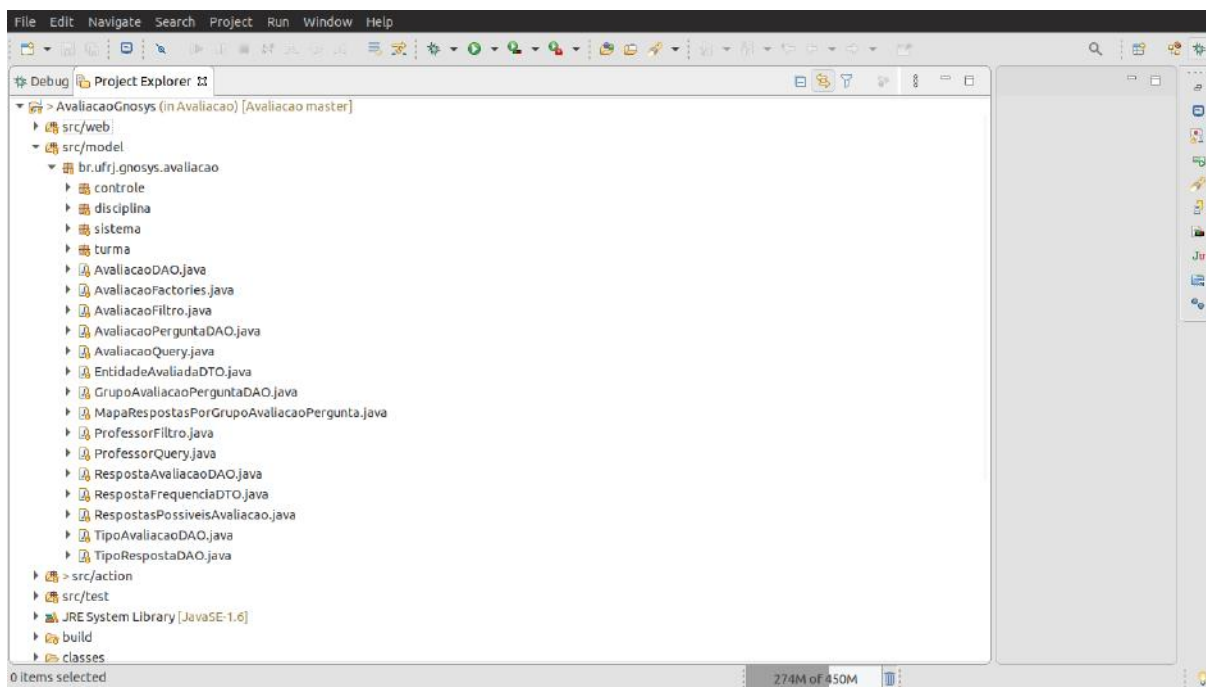 File Edit Navigate Search Project Run Window Help
Debug Project Explorer
> AvaliacaoGnosys (in Avaliacao) [Avaliacao master]
src/web
src/model
br.ufrj.gnosys.avaliacao
controle
disciplina
sistema
turma
AvaliacaoDAO.java
AvaliacaoFactories.java
AvaliacaoFiltro.java
AvaliacaoPerguntaDAO.java
AvaliacaoQuery.java
EntidadeAvaliadaDTO.java
GrupoAvaliacaoPerguntaDAO.java
MapaRespostasPorGrupoAvaliacaoPergunta.java
ProfessorFiltro.java
ProfessorQuery.java
RespostaAvaliacaoDAO.java
RespostaFrequenciaDTO.java
RespostasPossiveisAvaliacao.java
TipoAvaliacaoDAO.java
TipoRespostaDAO.java
> src/action
src/test
JRE System Library [JavaSE-1.6]
build
classes
0 items selected
274M of 450M
Ju